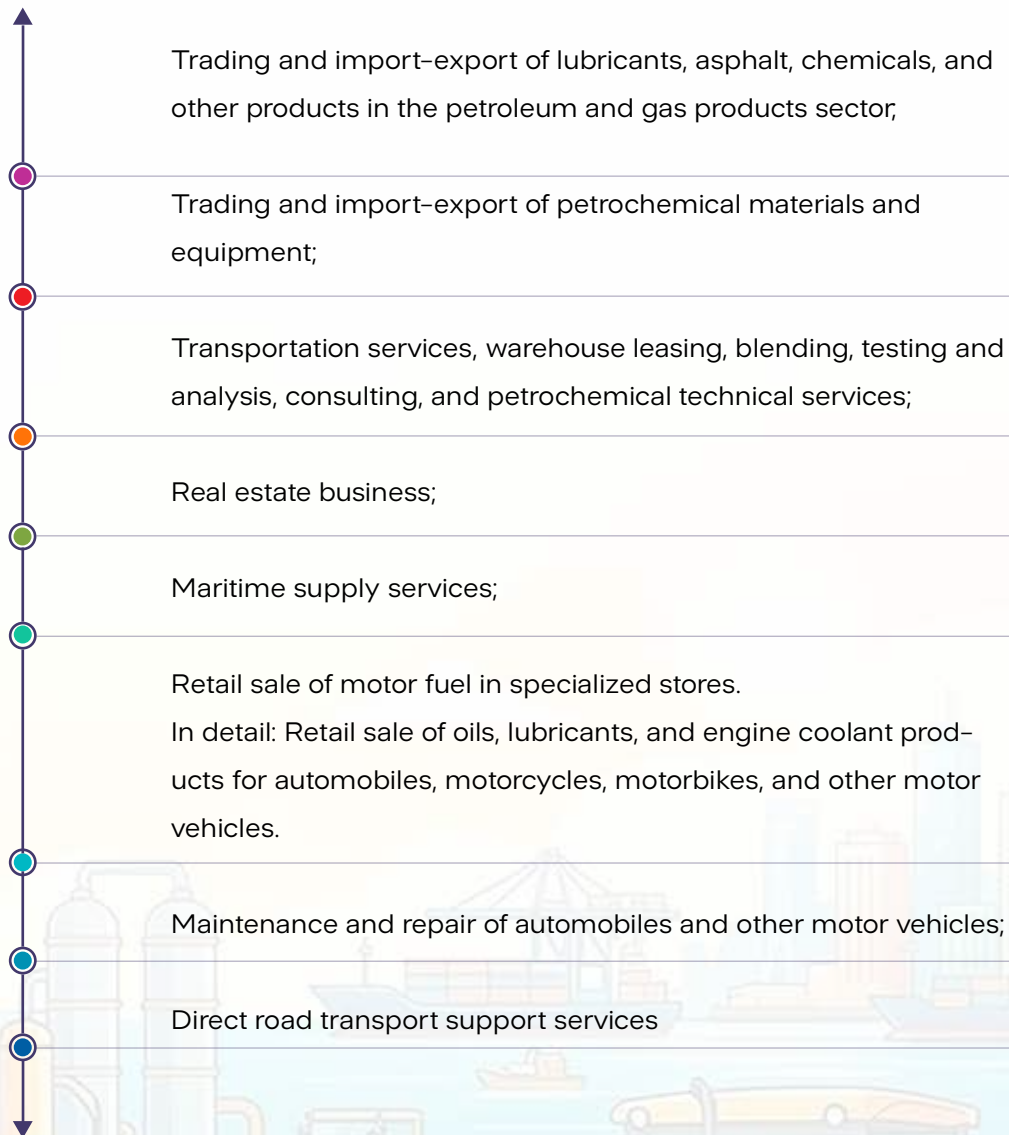 Trading and import-export of lubricants, asphalt, chemicals, and
other products in the petroleum and gas products sector;
Trading and import-export of petrochemical materials and
equipment;
Transportation services, warehouse leasing, blending, testing and
analysis, consulting, and petrochemical technical services;
Real estate business;
Maritime supply services;
Retail sale of motor fuel in specialized stores.
In detail: Retail sale of oils, lubricants, and engine coolant prod-
ucts for automobiles, motorcycles, motorbikes, and other motor
vehicles.
Maintenance and repair of automobiles and other motor vehicles;
Direct road transport support services